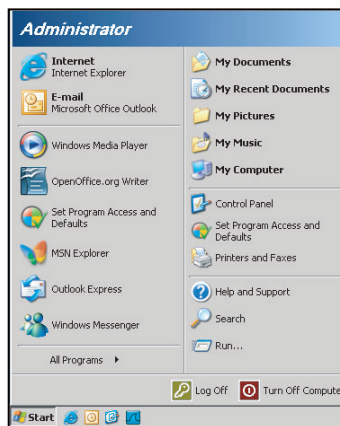 Administrator
Internet
Internet Explorer
E-mail
Microsoft Office Outlook
Windows Media Player
OpenOffice.org Writer
Set Program Access and
Defaults
MSN Explorer
Outlook Express
Windows Messenger
All Programs
My Documents
My Recent Documents
My Pictures
My Music
My Computer
Control Panel
Set Program Access and
Defaults
Printers and Faxes
Help and Support
Search
Run...
Log Off
Turn Off Compute
Start